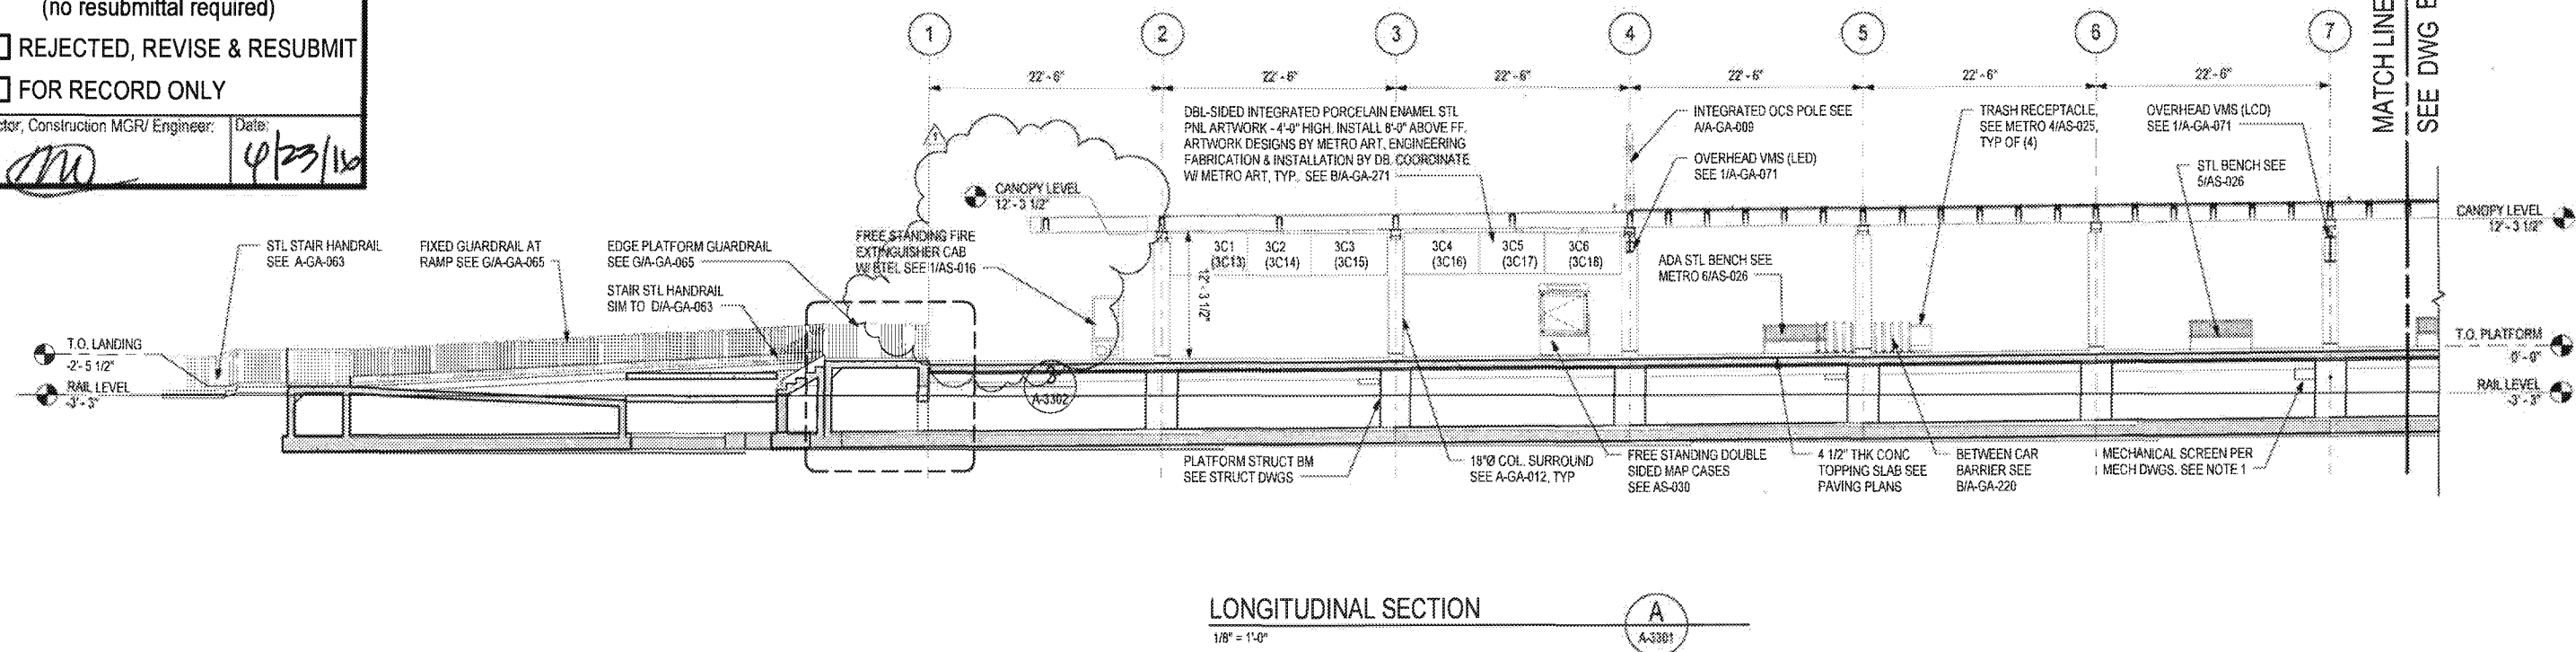 (no resubmittal required)
REJECTED, REVISE & RESUBMIT
FOR RECORD ONLY
ctor, Construction MGR/ Engineer:
Date:
4/23/16
1
2
3
4
5
6
7
22'-6"
22'-6"
22'-6"
22'-6"
22'-6"
22'-6"
MATCH LINE
SEE DWG
DBL-SIDED INTEGRATED PORCELAIN ENAMEL STL
PNL ARTWORK - 4'-0" HIGH. INSTALL 8'-0" ABOVE FF.
ARTWORK DESIGNS BY METRO ART, ENGINEERING
FABRICATION & INSTALLATION BY DB. COORDINATE
W/ METRO ART, TYP. SEE B/A-GA-271
INTEGRATED OCS POLE SEE
A/A-GA-009
OVERHEAD VMS (LED)
SEE 1/A-GA-071
TRASH RECEPTACLE,
SEE METRO 4/AS-025,
TYP OF (4)
OVERHEAD VMS (LCD)
SEE 1/A-GA-071
STL BENCH SEE
5/AS-026
1
CANOPY LEVEL
12'-3 1/2"
CANOPY LEVEL
12'-3 1/2"
STL STAIR HANDRAIL
SEE A-GA-063
FIXED GUARDRAIL AT
RAMP SEE G/A-GA-065
EDGE PLATFORM GUARDRAIL
SEE G/A-GA-065
STAIR STL HANDRAIL
SIM TO D/A-GA-063
FREE STANDING FIRE
EXTINGUISHER CAB
W/ ETEL SEE 1/AS-016
3C1
(3C13)
3C2
(3C14)
3C3
(3C15)
3C4
(3C16)
3C5
(3C17)
3C6
(3C18)
12'-3 1/2"
ADA STL BENCH SEE
METRO 6/AS-026
T.O. LANDING
-2'-5 1/2"
RAIL LEVEL
-3'-3"
T.O. PLATFORM
0'-0"
RAIL LEVEL
-3'-3"
3
A-3302
PLATFORM STRUCT BM
SEE STRUCT DWGS
18"Ø COL. SURROUND
SEE A-GA-012, TYP
FREE STANDING DOUBLE
SIDED MAP CASES
SEE AS-030
4 1/2" THK CONC
TOPPING SLAB SEE
PAVING PLANS
BETWEEN CAR
BARRIER SEE
B/A-GA-220
MECHANICAL SCREEN PER
MECH DWGS. SEE NOTE 1
LONGITUDINAL SECTION
1/8" = 1'-0"
A
A-3301